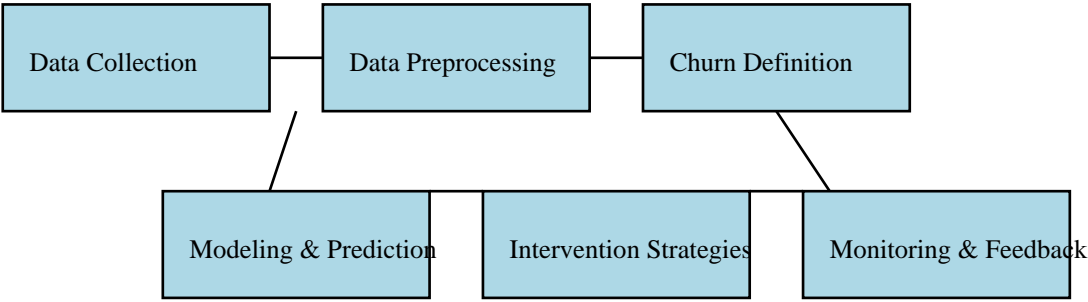 Data Collection
Data Preprocessing
Churn Definition
Modeling & Prediction
Intervention Strategies
Monitoring & Feedback